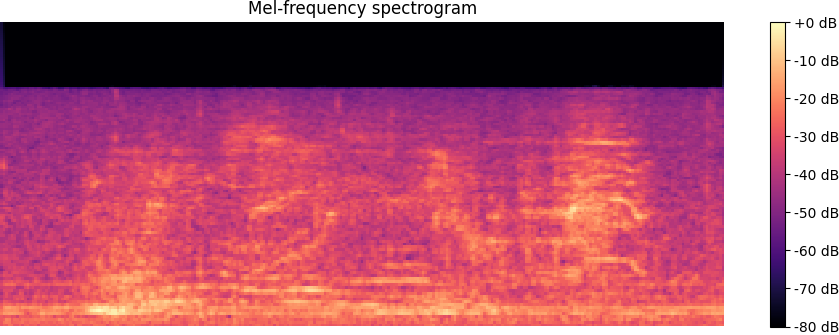 Mel-frequency spectrogram
+0 dB
-10 dB
-20 dB
-30 dB
-40 dB
-50 dB
-60 dB
-70 dB
-80 dB